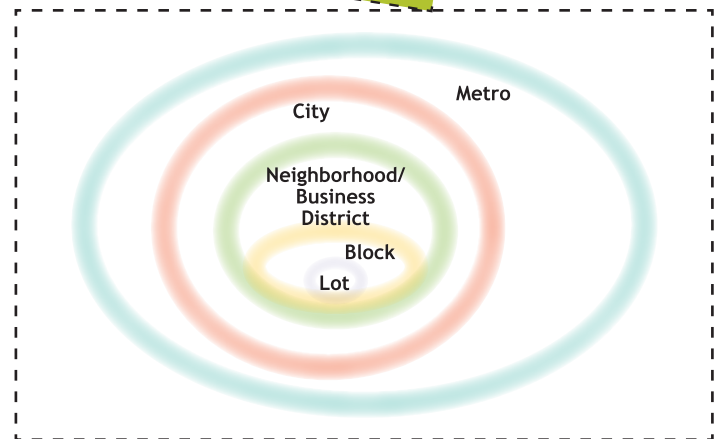 Metro
City
Neighborhood/
Business
District
Block
Lot